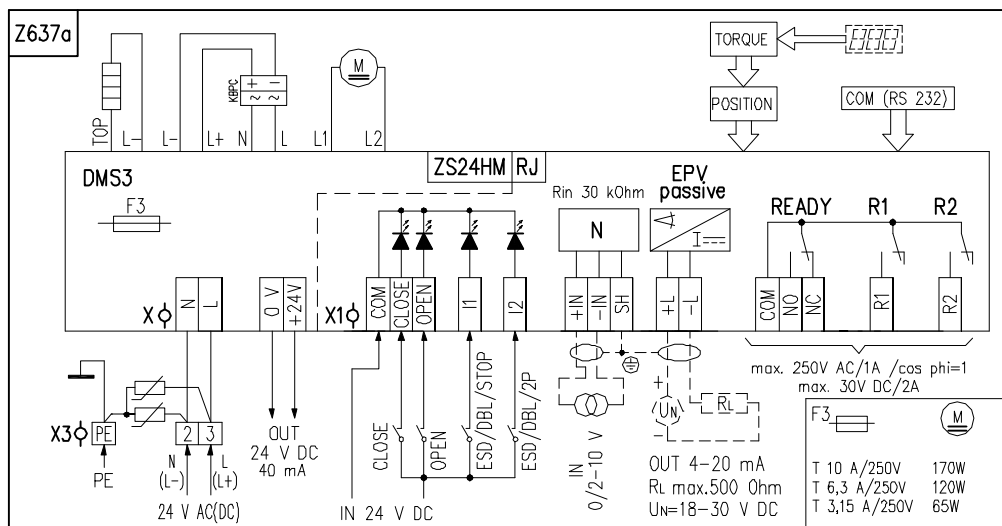 Z637a
TORQUE
POSITION
COM (RS 232)
KBPC
+ −
~ ~
M
TOP
L−
L−
L+
N
L
L1
L2
DMS3
F3
ZS24HM RJ
Rin 30 kOhm
N
EPV
passive
READY R1 R2
X
N
L
0 V
+24V
X1
COM
CLOSE
OPEN
I1
I2
+IN
−IN
SH
+L
−L
COM
NO
NC
R1
R2
max. 250V AC/1A /cos phi=1
max. 30V DC/2A
X3
PE
2
3
PE
N
(L−)
L
(L+)
24 V AC(DC)
OUT
24 V DC
40 mA
CLOSE
OPEN
ESD/DBL/STOP
ESD/DBL/2P
IN 24 V DC
IN
0/2−10 V
+
UN
−
RL
OUT 4−20 mA
RL max.500 Ohm
UN=18−30 V DC
F3
M
T 10 A/250V 170W
T 6,3 A/250V 120W
T 3,15 A/250V 65W